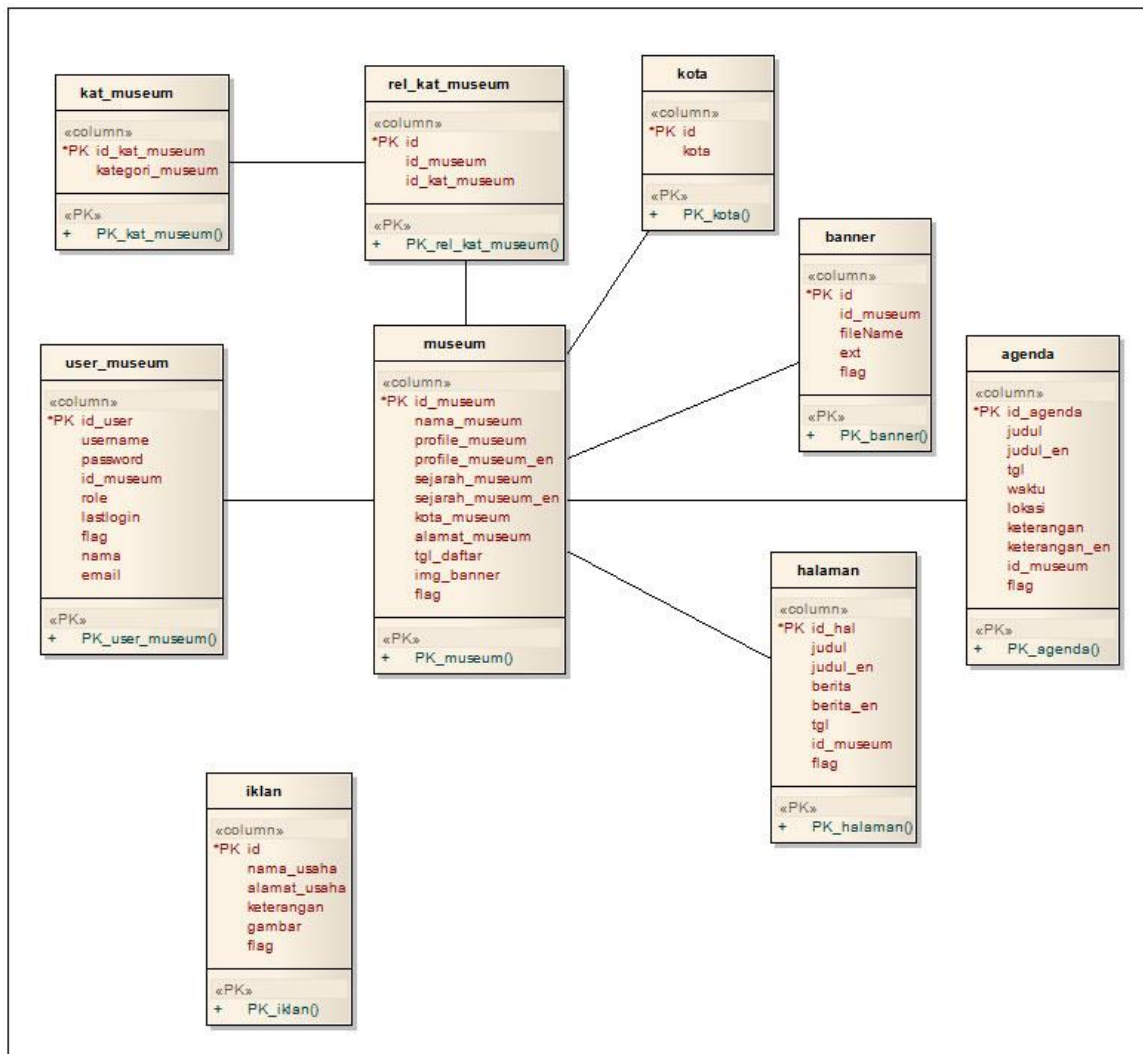 kat_museum
«column»
*PK id_kat_museum
kategori_museum
«PK»
+ PK_kat_museum()
rel_kat_museum
«column»
*PK id
id_museum
id_kat_museum
«PK»
+ PK_rel_kat_museum()
kota
«column»
*PK id
kota
«PK»
+ PK_kota()
banner
«column»
*PK id
id_museum
fileName
ext
flag
«PK»
+ PK_banner()
user_museum
«column»
*PK id_user
username
password
id_museum
role
lastlogin
flag
nama
email
«PK»
+ PK_user_museum()
museum
«column»
*PK id_museum
nama_museum
profile_museum
profile_museum_en
sejarah_museum
sejarah_museum_en
kota_museum
alamat_museum
tgl_daftar
img_banner
flag
«PK»
+ PK_museum()
agenda
«column»
*PK id_agenda
judul
judul_en
tgl
waktu
lokasi
keterangan
keterangan_en
id_museum
flag
«PK»
+ PK_agenda()
halaman
«column»
*PK id_hal
judul
judul_en
berita
berita_en
tgl
id_museum
flag
«PK»
+ PK_halaman()
iklan
«column»
*PK id
nama_usaha
alamat_usaha
keterangan
gambar
flag
«PK»
+ PK_iklan()